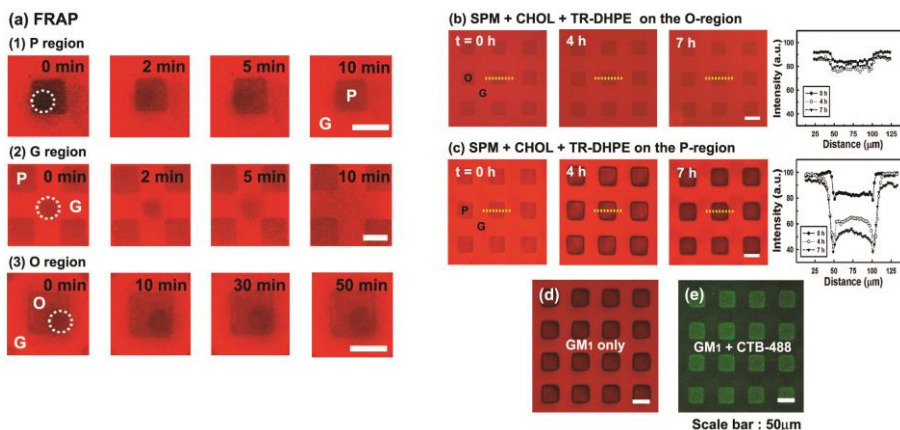 (a) FRAP
(1) P region
0 min 2 min 5 min 10 min
P
G
(2) G region
P 0 min 2 min 5 min 10 min
G
(3) O region
0 min 10 min 30 min 50 min
O
G
(b) SPM + CHOL + TR-DHPE on the O-region
t = 0 h 4 h 7 h
O
G
Intensity (a.u.)
100
80
60
40
0 h
4 h
7 h
25 50 75 100 125
Distance (μm)
(c) SPM + CHOL + TR-DHPE on the P-region
t = 0 h 4 h 7 h
P
G
Intensity (a.u.)
100
80
60
40
0 h
4 h
7 h
25 50 75 100 125
Distance (μm)
(d) (e)
GM1 only GM1 + CTB-488
Scale bar : 50μm